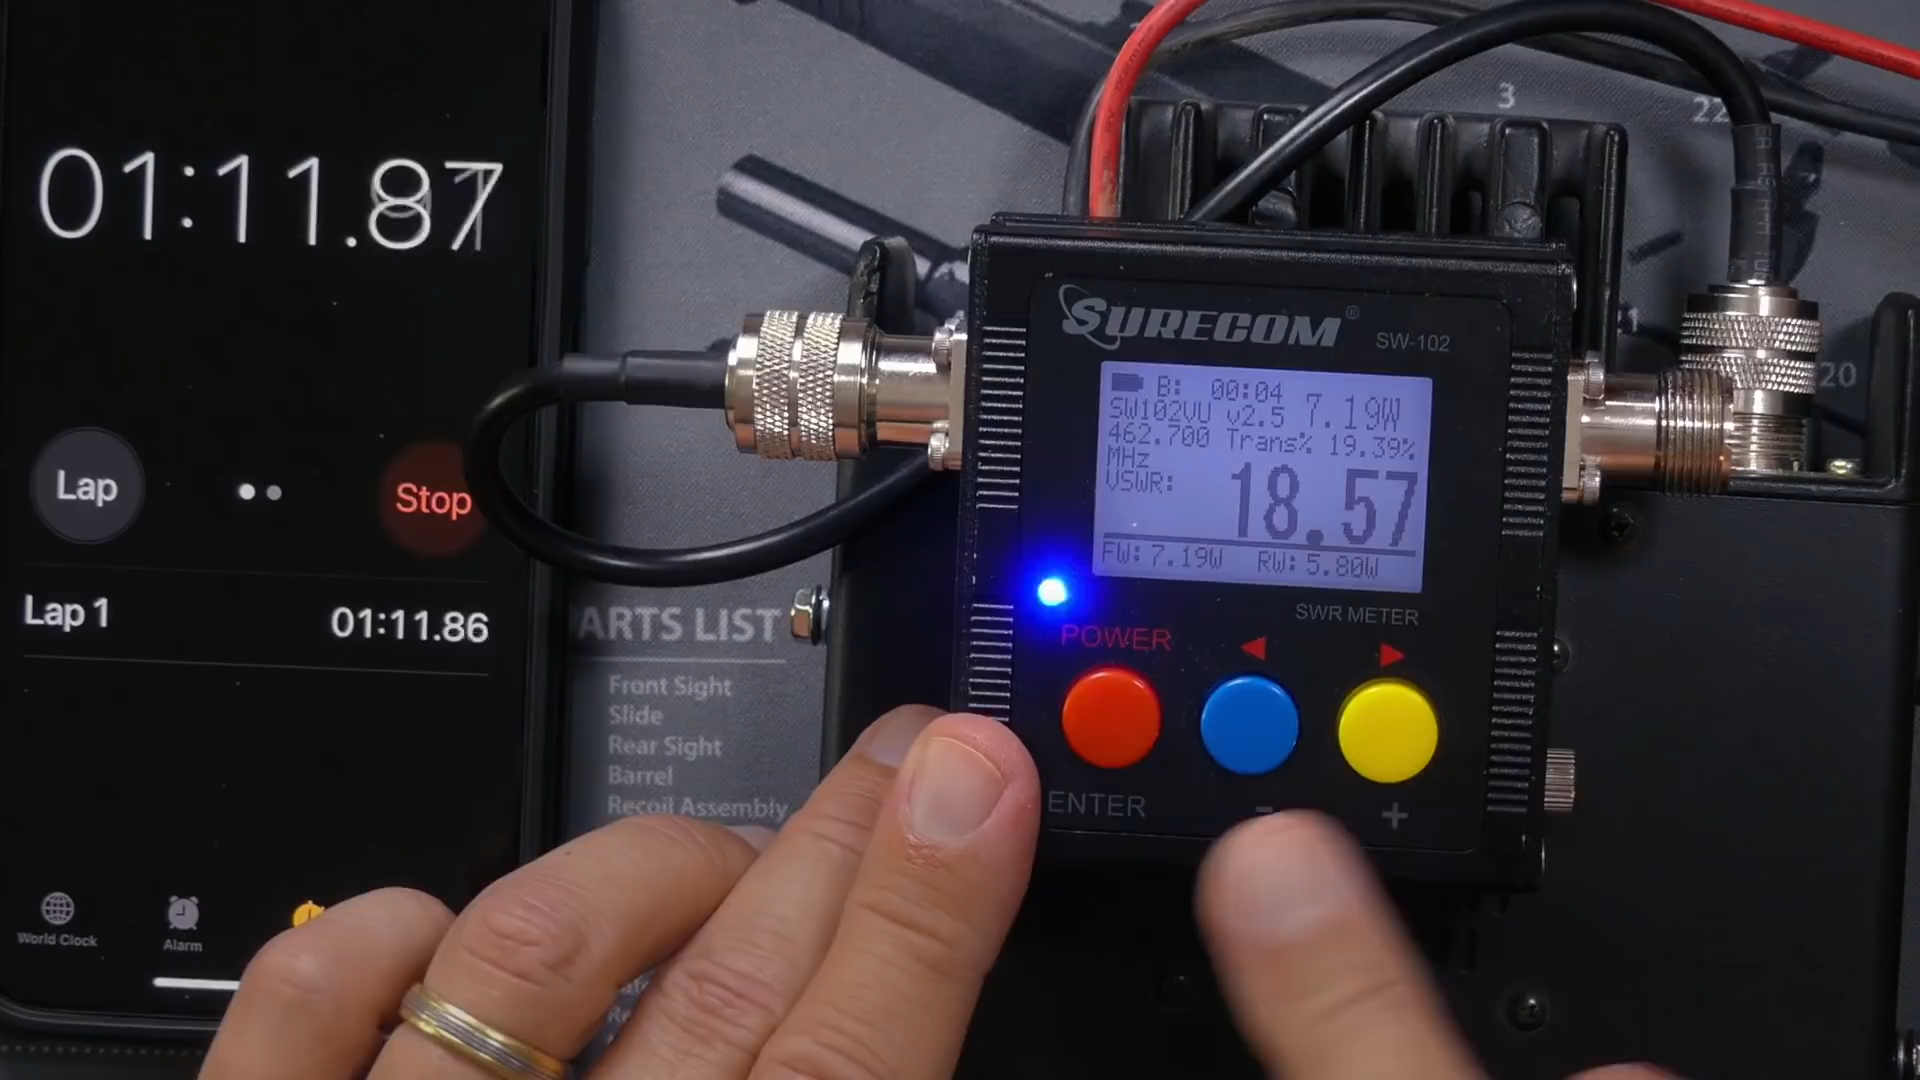 01:11.87
Lap
Stop
Lap 1
01:11.86
World Clock
Alarm
3
22
20
SURECOM®
SW-102
B: 00:04
7.19W
SW102VU v2.5
462.700 Trans% 19.39%
MHz
VSWR:
18.57
FW: 7.19W RW: 5.80W
SWR METER
POWER
ENTER
-
+
PARTS LIST
Front Sight
Slide
Rear Sight
Barrel
Recoil Assembly